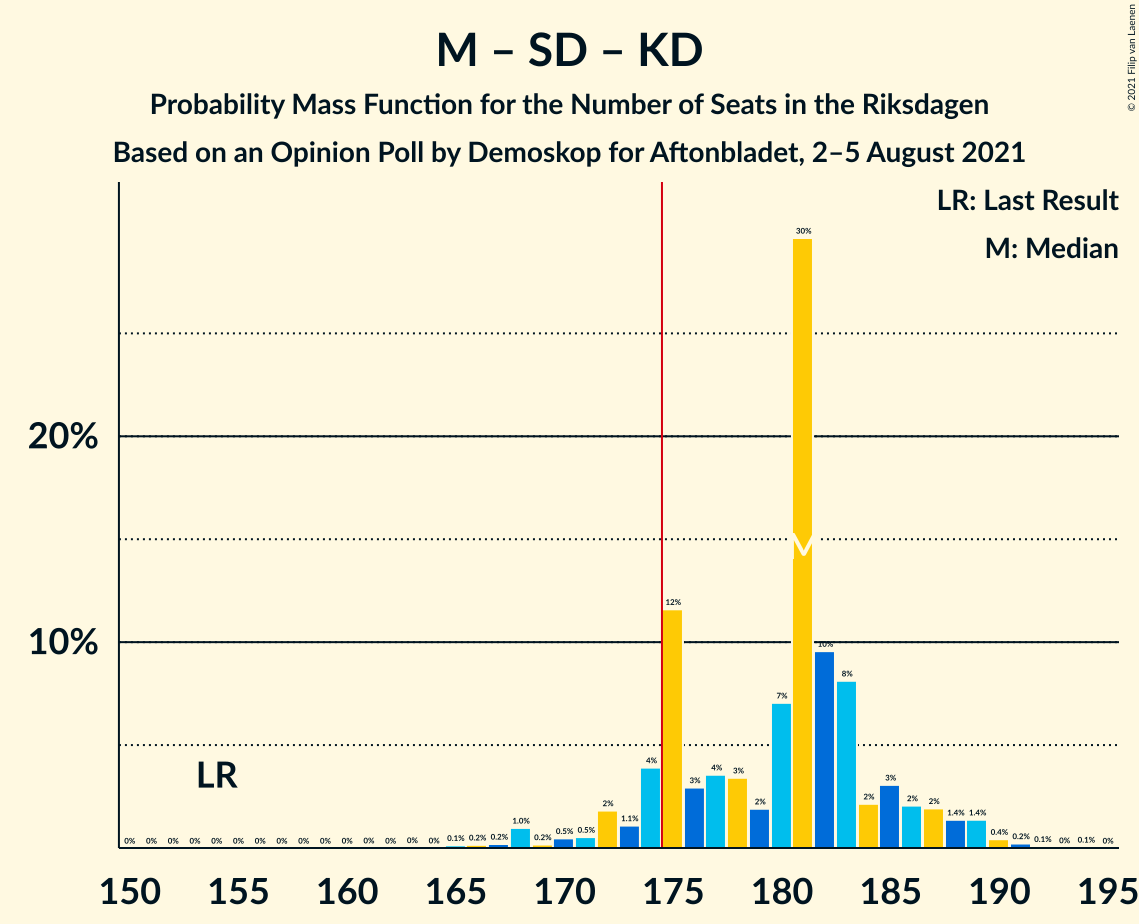 M – SD – KD
Probability Mass Function for the Number of Seats in the Riksdagen
Based on an Opinion Poll by Demoskop for Aftonbladet, 2–5 August 2021
© 2021 Filip van Laenen
LR: Last Result
M: Median
20%
10%
LR
M
0% 0% 0% 0% 0% 0% 0% 0% 0% 0% 0% 0% 0% 0% 0% 0.1% 0.2% 0.2% 1.0% 0.2% 0.5% 0.5% 2% 1.1% 4% 12% 3% 4% 3% 2% 7% 30% 10% 8% 2% 3% 2% 2% 1.4% 1.4% 0.4% 0.2% 0.1% 0% 0.1% 0%
150 155 160 165 170 175 180 185 190 195